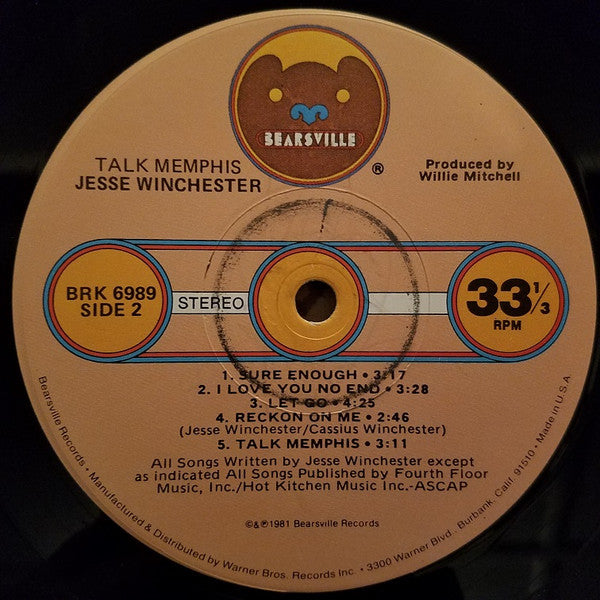 BEARSVILLE
®
TALK MEMPHIS
JESSE WINCHESTER
Produced by
Willie Mitchell
BRK 6989
SIDE 2
STEREO
33 1/3
RPM
1. SURE ENOUGH • 3:17
2. I LOVE YOU NO END • 3:28
3. LET GO • 4:25
4. RECKON ON ME • 2:46
(Jesse Winchester/Cassius Winchester)
5. TALK MEMPHIS • 3:11
All Songs Written by Jesse Winchester except
as indicated All Songs Published by Fourth Floor
Music, Inc./Hot Kitchen Music Inc.-ASCAP
©&℗1981 Bearsville Records
Bearsville Records • Manufactured & Distributed by Warner Bros. Records Inc. • 3300 Warner Blvd., Burbank, Calif. 91510 • Made in U.S.A.